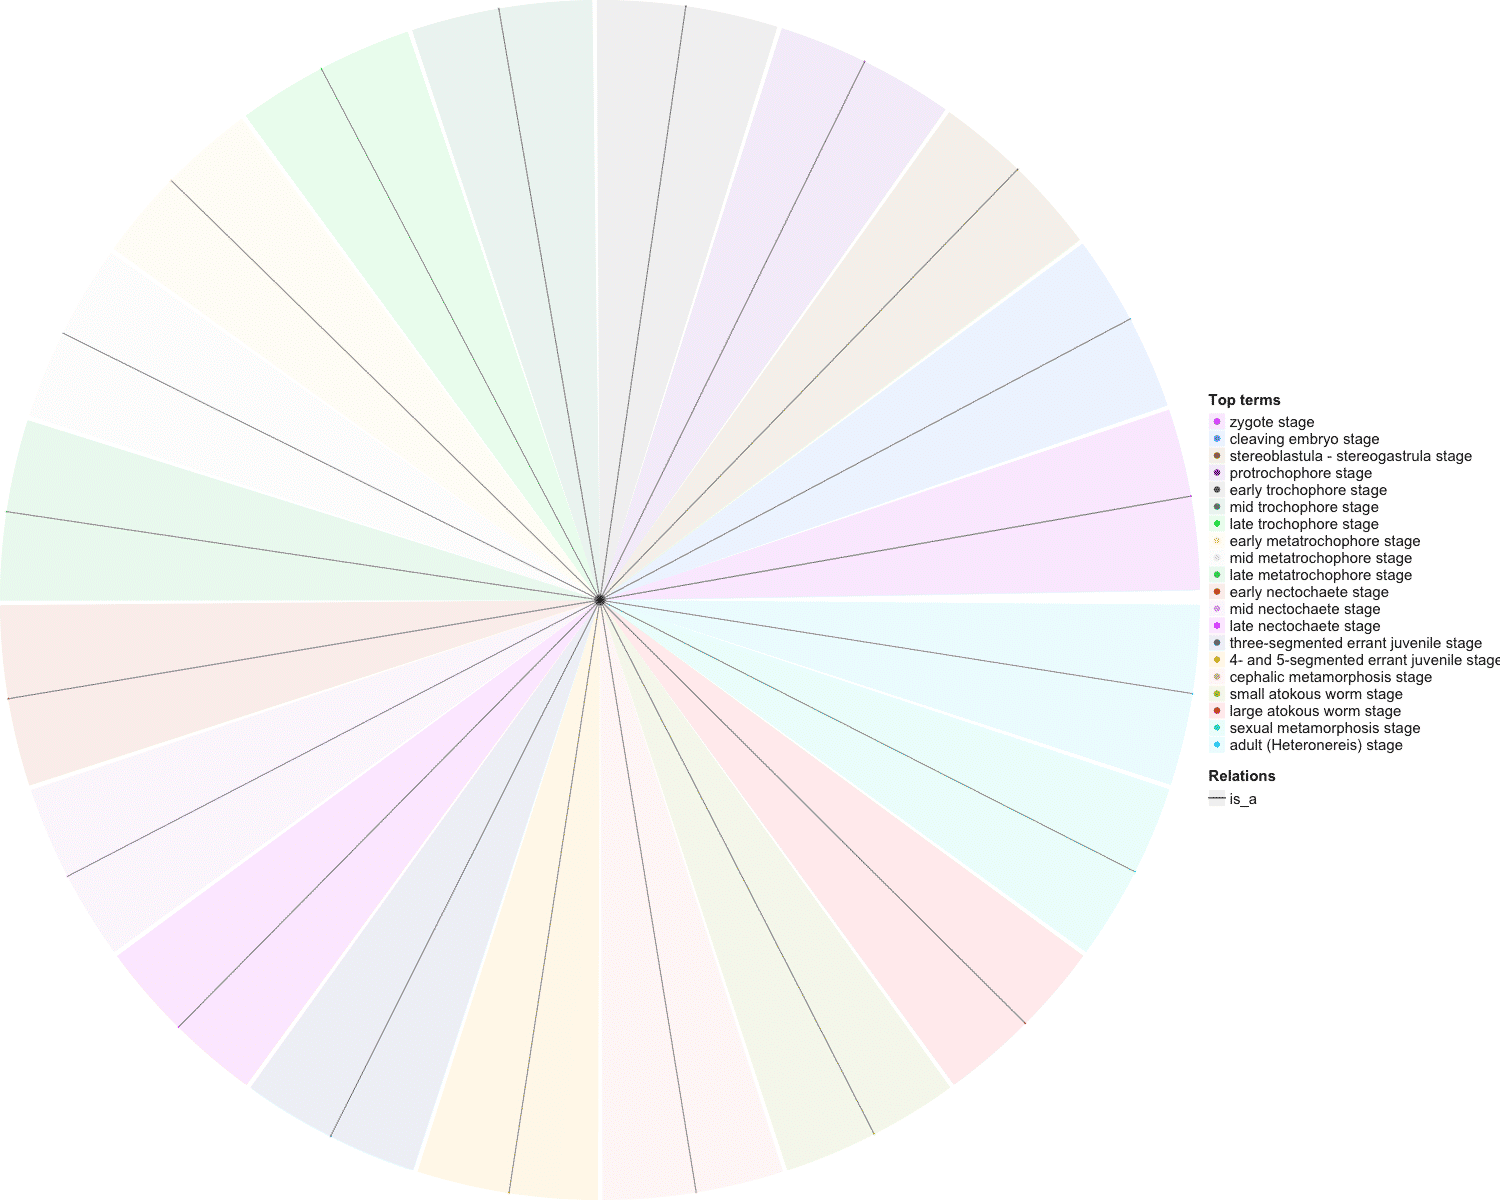 Top terms
zygote stage
cleaving embryo stage
stereoblastula - stereogastrula stage
protrochophore stage
early trochophore stage
mid trochophore stage
late trochophore stage
early metatrochophore stage
mid metatrochophore stage
late metatrochophore stage
early nectochaete stage
mid nectochaete stage
late nectochaete stage
three-segmented errant juvenile stage
4- and 5-segmented errant juvenile stage
cephalic metamorphosis stage
small atokous worm stage
large atokous worm stage
sexual metamorphosis stage
adult (Heteronereis) stage
Relations
is_a